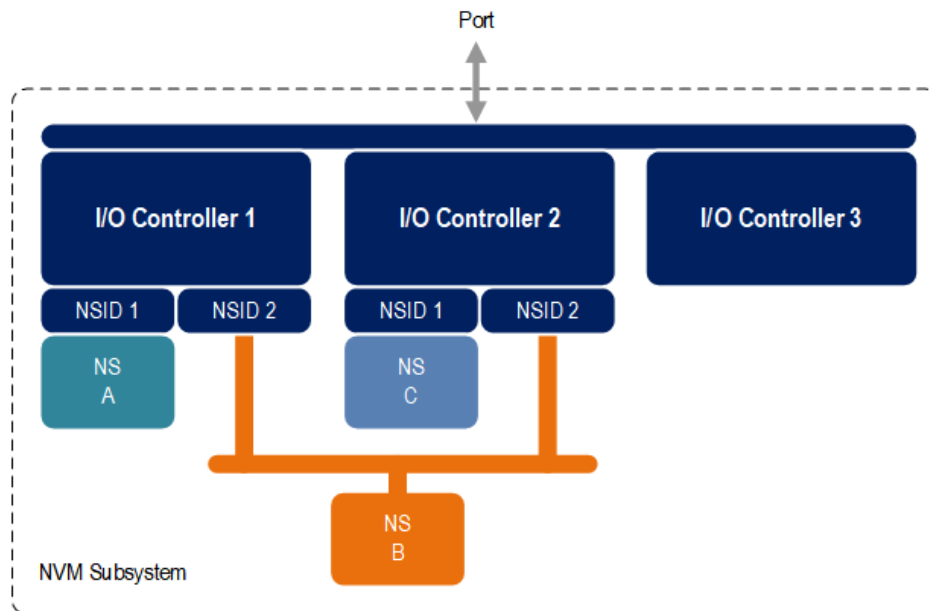 Port
I/O Controller 1
I/O Controller 2
I/O Controller 3
NSID 1
NSID 2
NSID 1
NSID 2
NS
A
NS
C
NS
B
NVM Subsystem